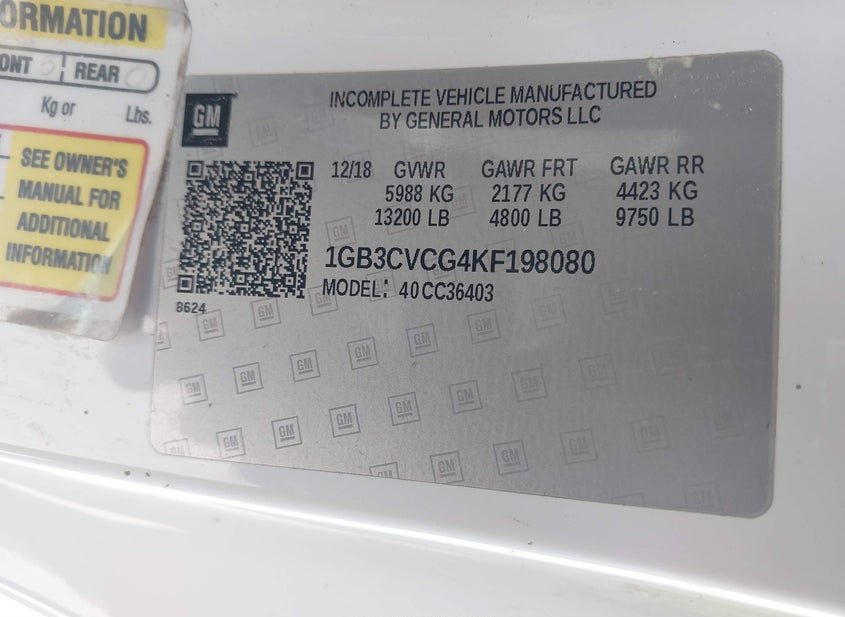 ORMATION
ONT REAR
Kg or Lbs.
SEE OWNER'S
MANUAL FOR
ADDITIONAL
INFORMATION
GM
INCOMPLETE VEHICLE MANUFACTURED
BY GENERAL MOTORS LLC
12/18 GVWR GAWR FRT GAWR RR
5988 KG 2177 KG 4423 KG
13200 LB 4800 LB 9750 LB
1GB3CVCG4KF198080
MODEL: 40CC36403
8624